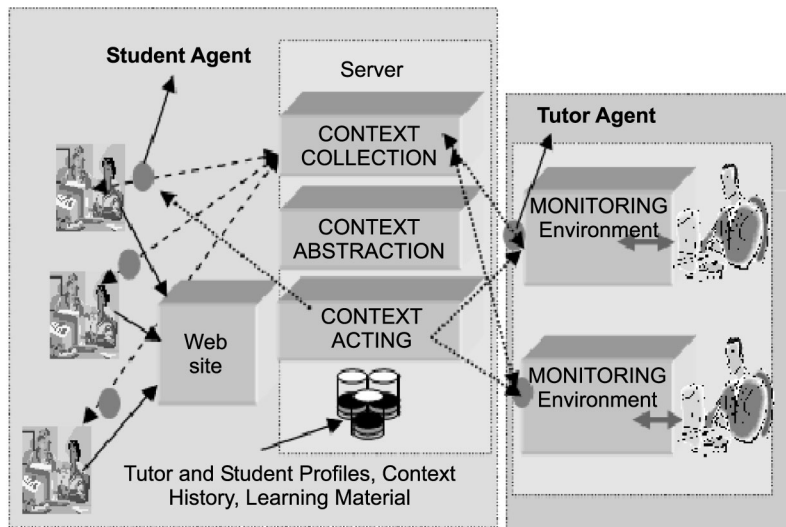 Student Agent
Server
CONTEXT
COLLECTION
CONTEXT
ABSTRACTION
CONTEXT
ACTING
Web
site
Tutor and Student Profiles, Context
History, Learning Material
Tutor Agent
MONITORING
Environment
MONITORING
Environment